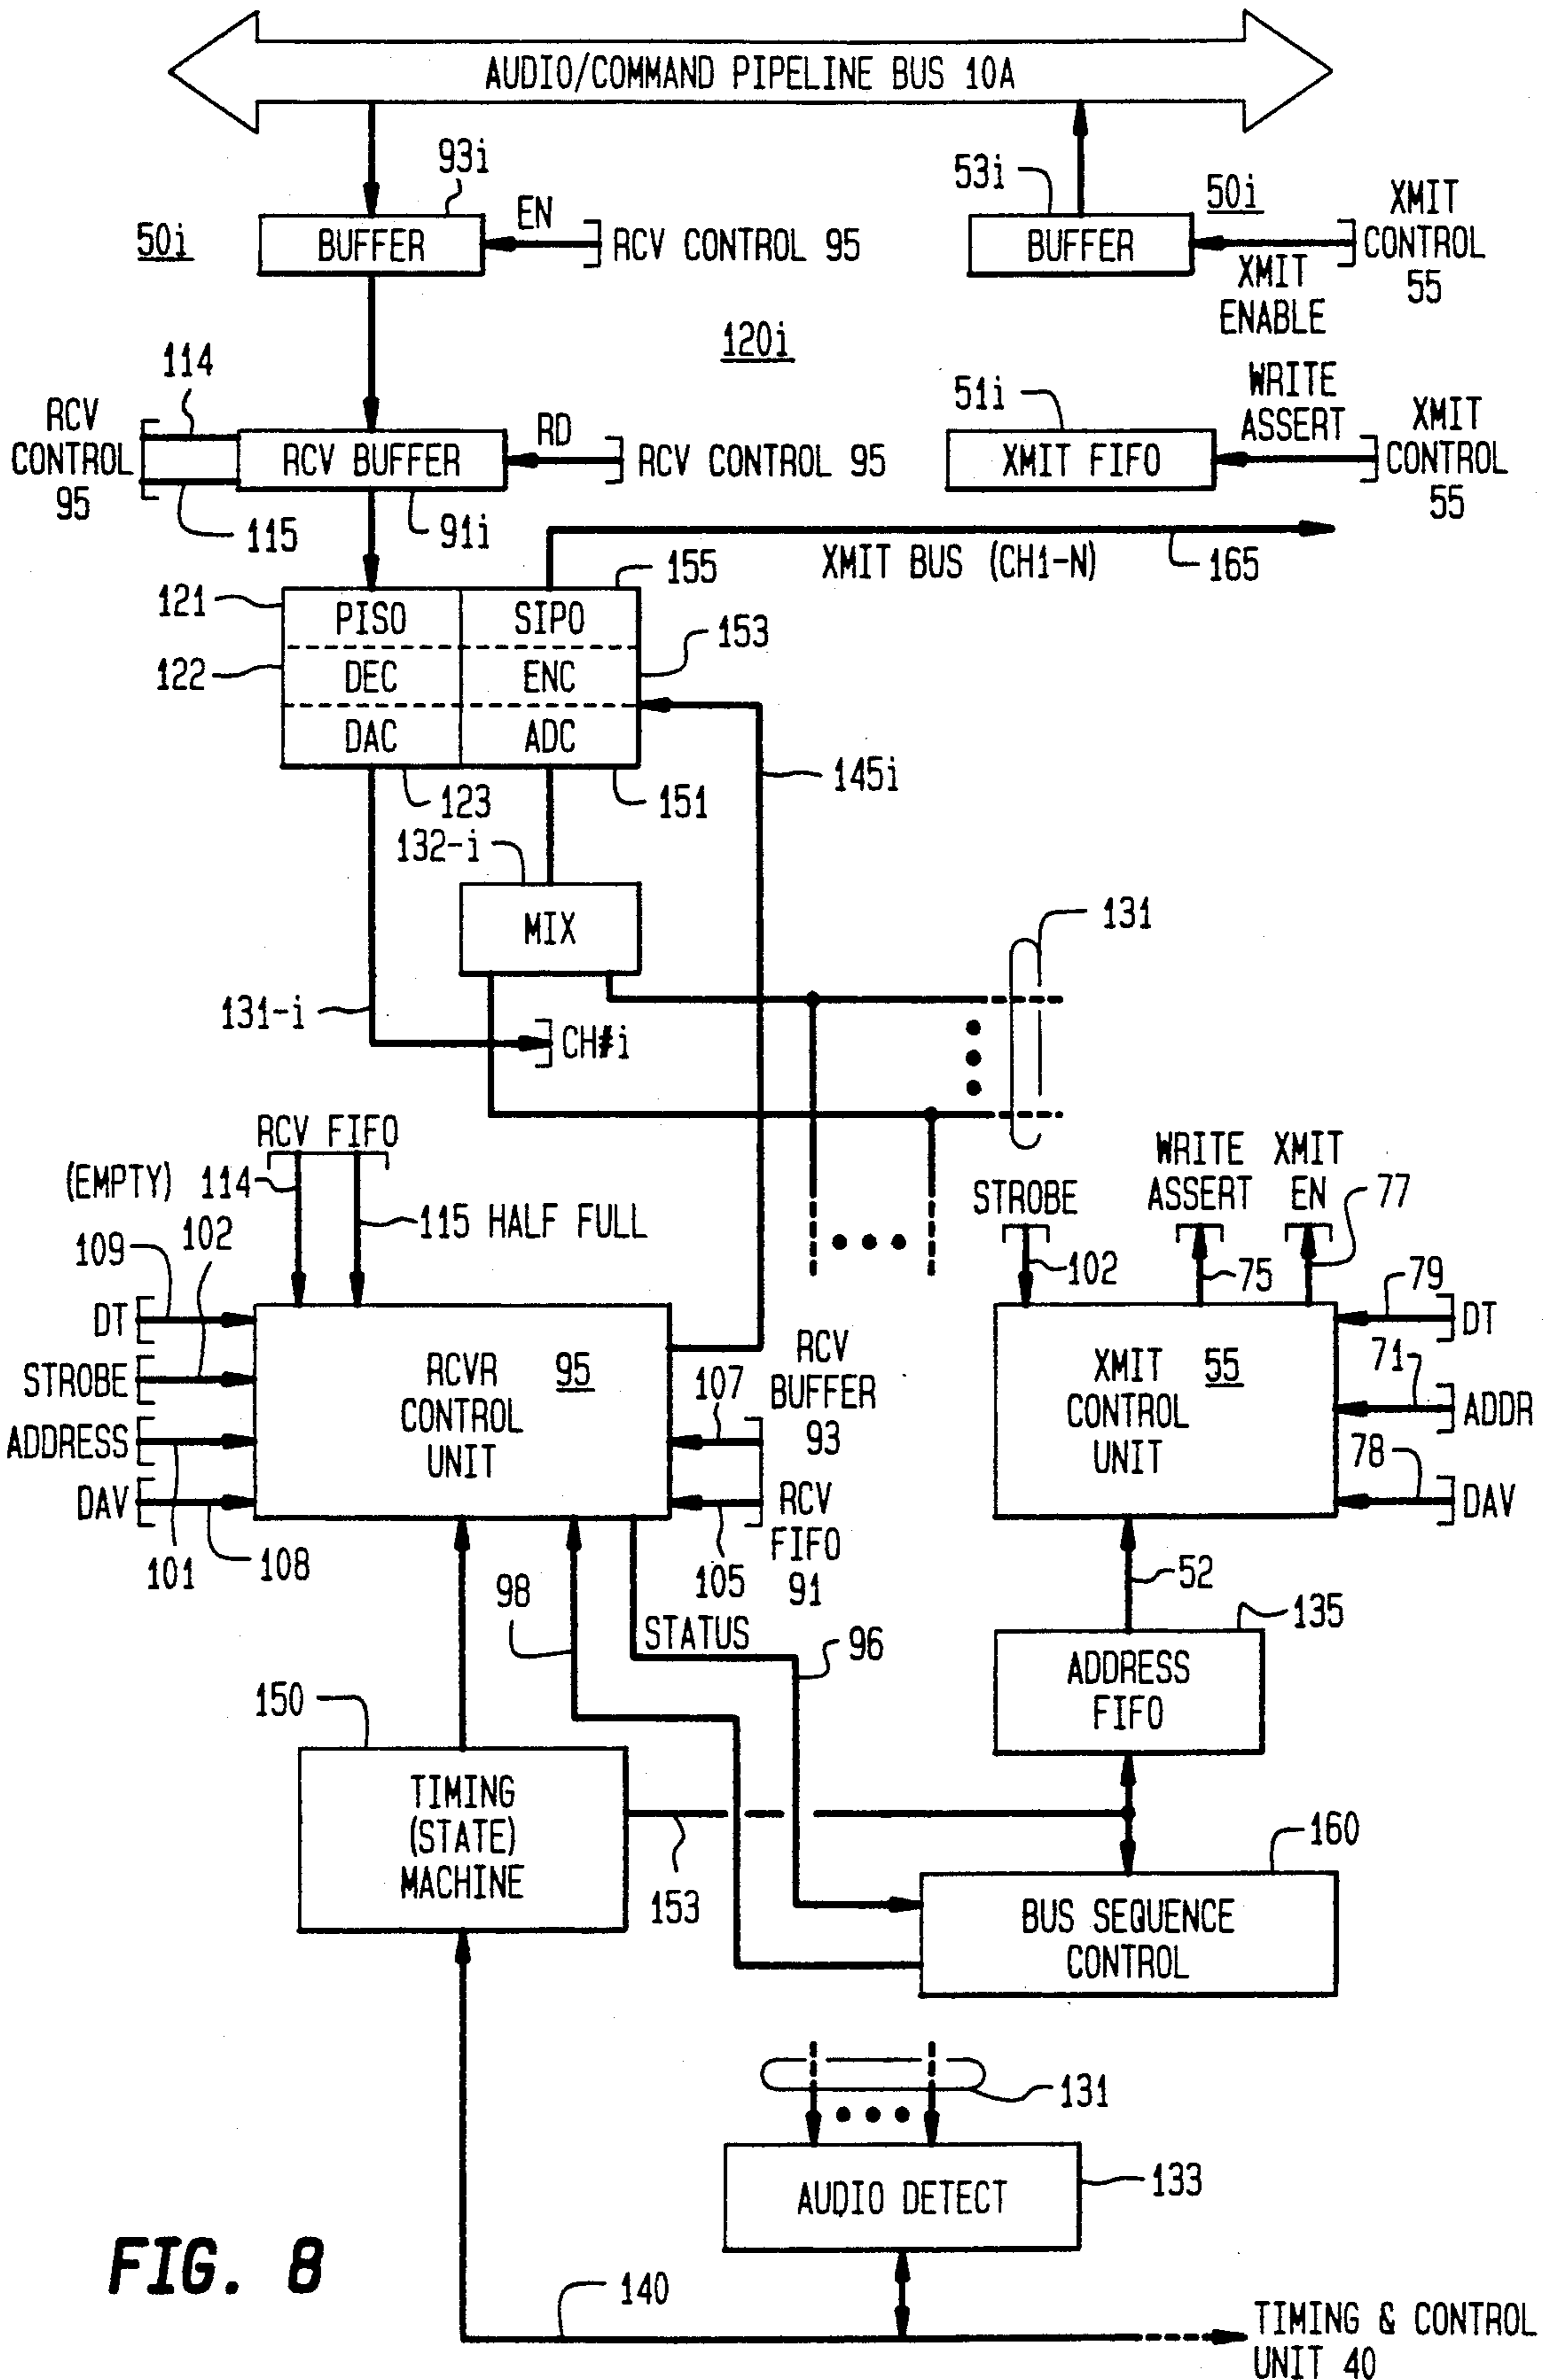 AUDIO/COMMAND PIPELINE BUS 10A
93i
53i
50i
50i
BUFFER
EN
RCV CONTROL 95
BUFFER
XMIT
ENABLE
XMIT
CONTROL
55
120i
114
RCV
CONTROL
95
115
RCV BUFFER
91i
RD
RCV CONTROL 95
51i
XMIT FIFO
WRITE
ASSERT
XMIT
CONTROL
55
XMIT BUS (CH1-N)
165
121
PISO
SIPO
155
122
DEC
ENC
153
DAC
ADC
123
151
145i
132-i
MIX
131
131-i
CH#i
RCV FIFO
(EMPTY) 114
115 HALF FULL
109
102
DT
STROBE
ADDRESS
DAV
101
108
RCVR 95
CONTROL
UNIT
107
RCV
BUFFER
93
105
RCV
FIFO
91
STROBE
102
WRITE
ASSERT
75
XMIT
EN
77
XMIT 55
CONTROL
UNIT
79
DT
71
ADDR
78
DAV
52
98
STATUS
96
135
ADDRESS
FIFO
150
TIMING
(STATE)
MACHINE
153
160
BUS SEQUENCE
CONTROL
131
AUDIO DETECT
133
140
TIMING & CONTROL
UNIT 40
FIG. 8